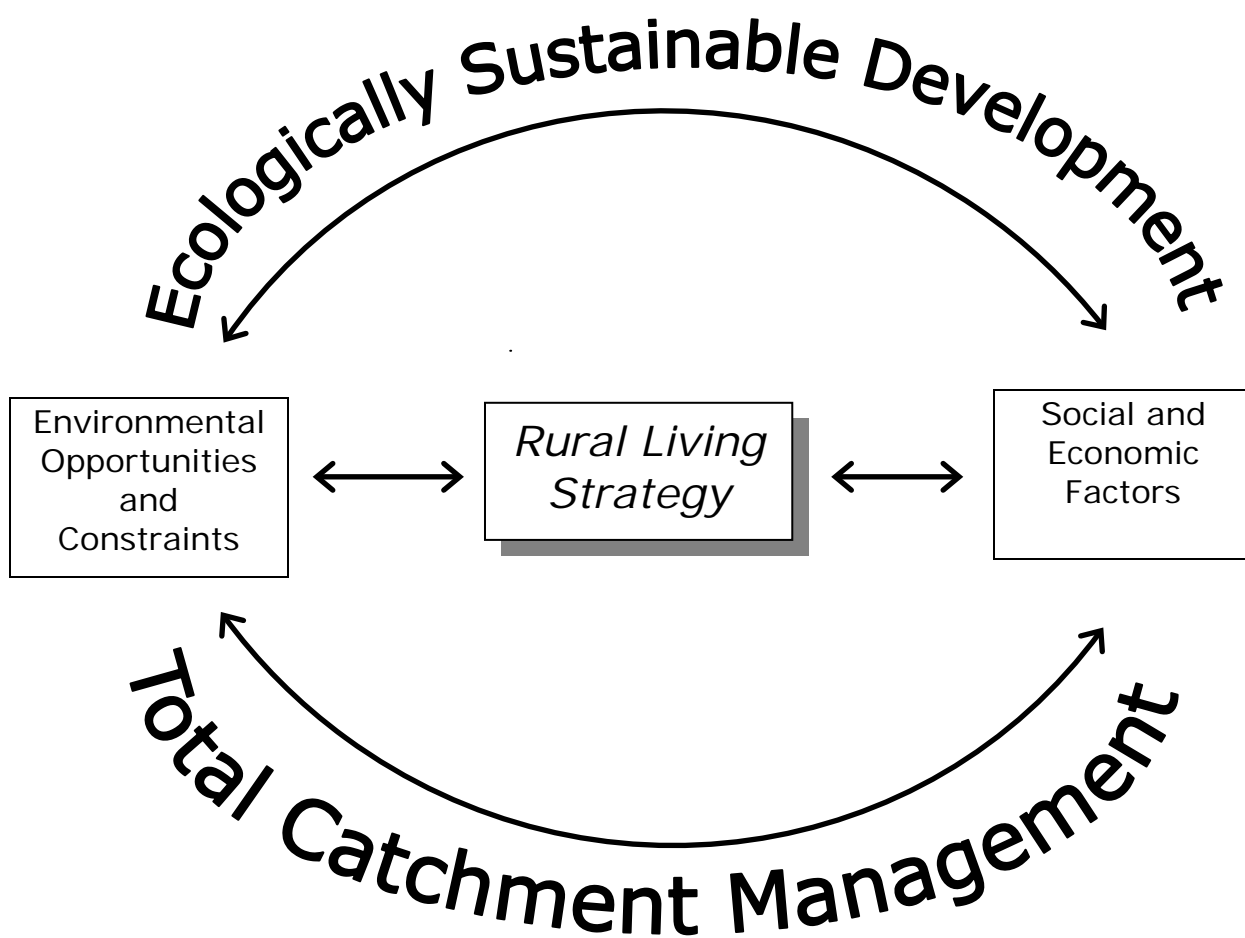 Ecologically Sustainable Development
Environmental
Opportunities
and
Constraints
Rural Living
Strategy
Social and
Economic
Factors
Total Catchment Management